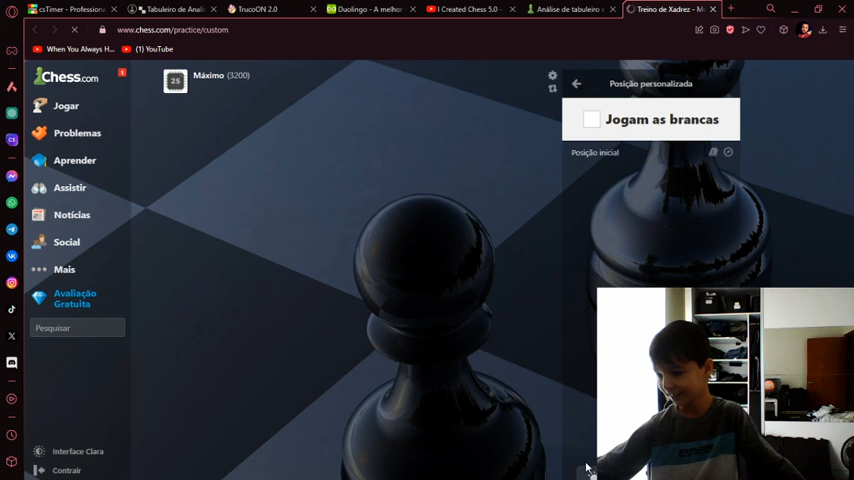 csTimer - Profession
Tabuleiro de Anali
TrucoON 2.0
Duolingo - A melhor
I Created Chess 5.0 -
Análise de tabuleiro
Treino de Xadrez - M
www.chess.com/practice/custom
When You Always H...
(1) YouTube
Chess.com
1
25
Máximo (3200)
Posição personalizada
Jogar
Jogam as brancas
Problemas
Posição inicial
Aprender
Assistir
Notícias
Social
Mais
Avaliação
Gratuita
Pesquisar
Interface Clara
Contrair